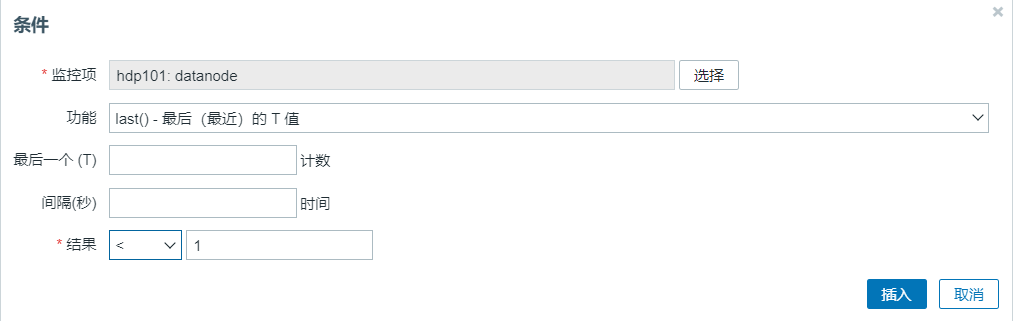 条件
* 监控项 hdp101: datanode 选择
功能 last() - 最后（最近）的 T 值
最后一个 (T) 计数
间隔(秒) 时间
* 结果 < 1
插入 取消